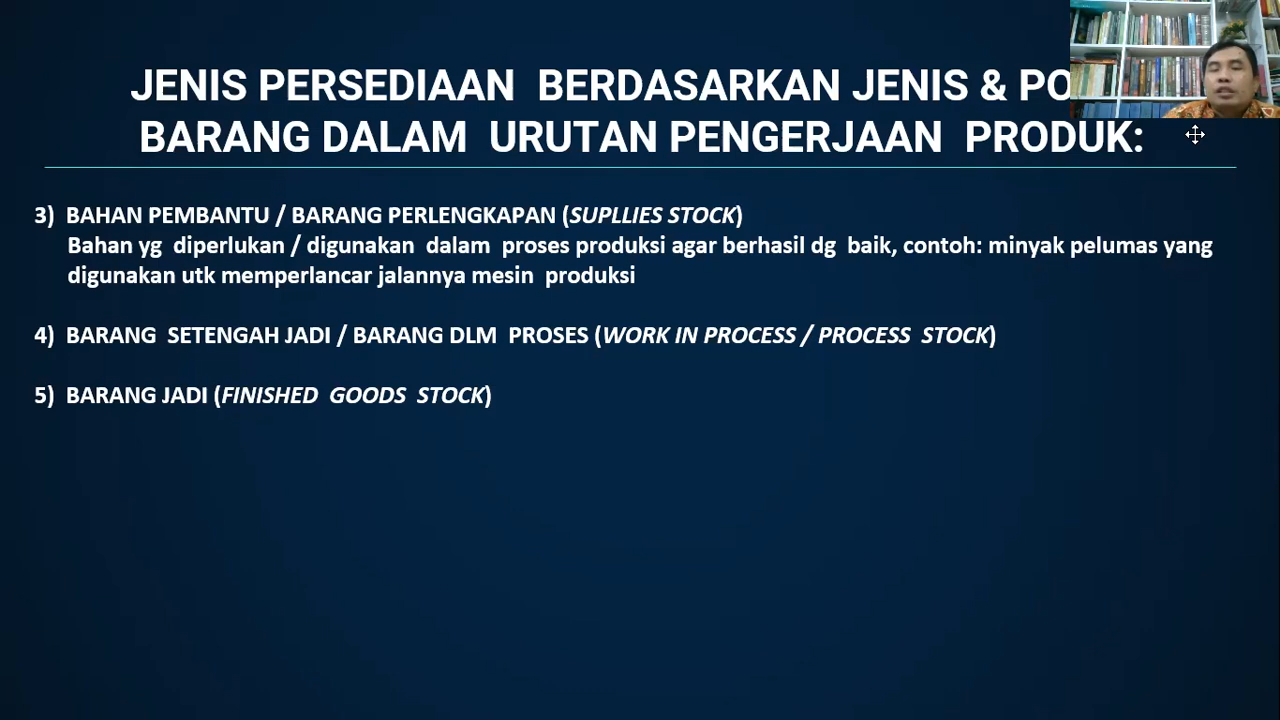 JENIS PERSEDIAAN BERDASARKAN JENIS &
BARANG DALAM URUTAN PENGERJAAN PRODUK:
3) BAHAN PEMBANTU / BARANG PERLENGKAPAN (SUPLLIES STOCK)
Bahan yg diperlukan / digunakan dalam proses produksi agar berhasil dg baik, contoh: minyak pelumas yang
digunakan utk memperlancar jalannya mesin produksi
4) BARANG SETENGAH JADI / BARANG DLM PROSES (WORK IN PROCESS / PROCESS STOCK)
5) BARANG JADI (FINISHED GOODS STOCK)